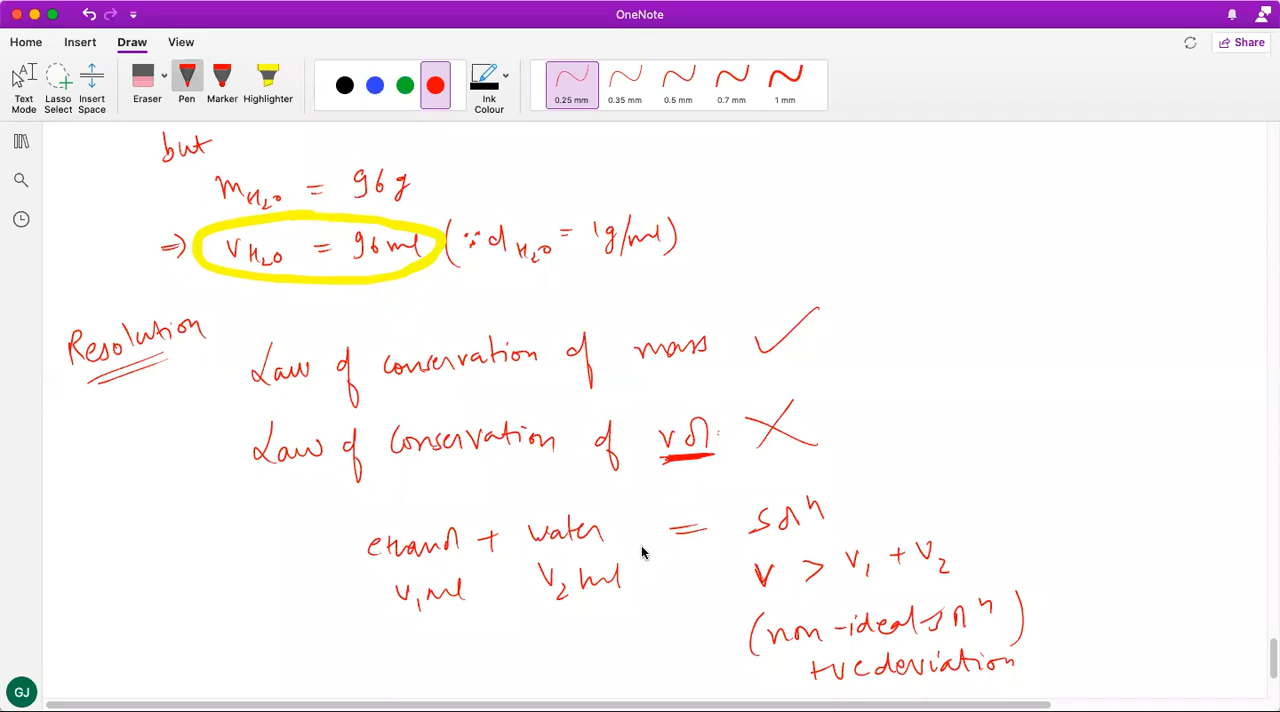 OneNote
Home Insert Draw View Share
Text Mode Lasso Select Insert Space Eraser Pen Marker Highlighter Ink Colour 0.25 mm 0.35 mm 0.5 mm 0.7 mm 1 mm
but
mH₂O = 96 g
⇒ VH₂O = 96 ml (∵ dH₂O = 1g/ml)
Resolution
Law of conservation of mass ✓
Law of conservation of vol. ✗
ethanol + water = solⁿ
v₁ ml v₂ ml v > v₁ + v₂
(non-ideal solⁿ)
+ve deviation
GJ